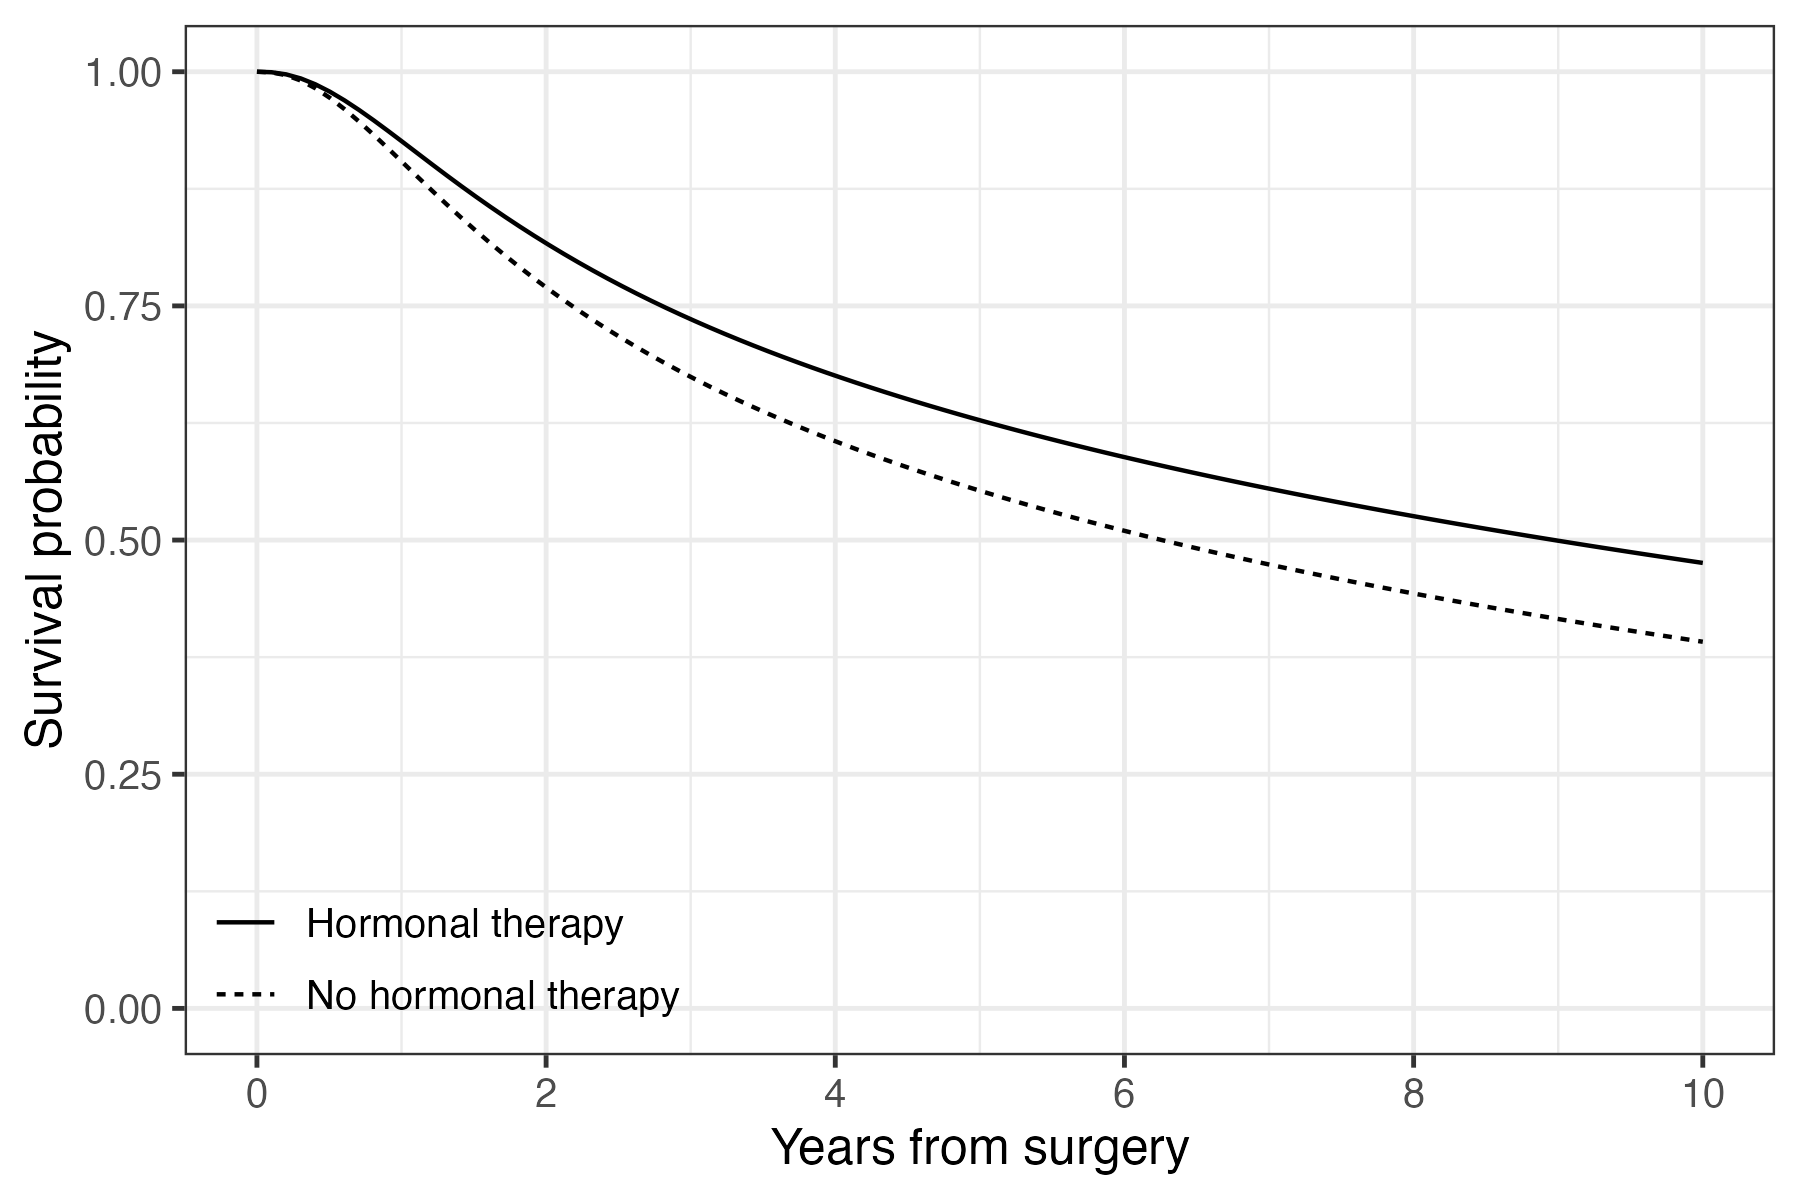 Survival probability
1.00
0.75
0.50
0.25
0.00
Hormonal therapy
No hormonal therapy
0 2 4 6 8 10
Years from surgery